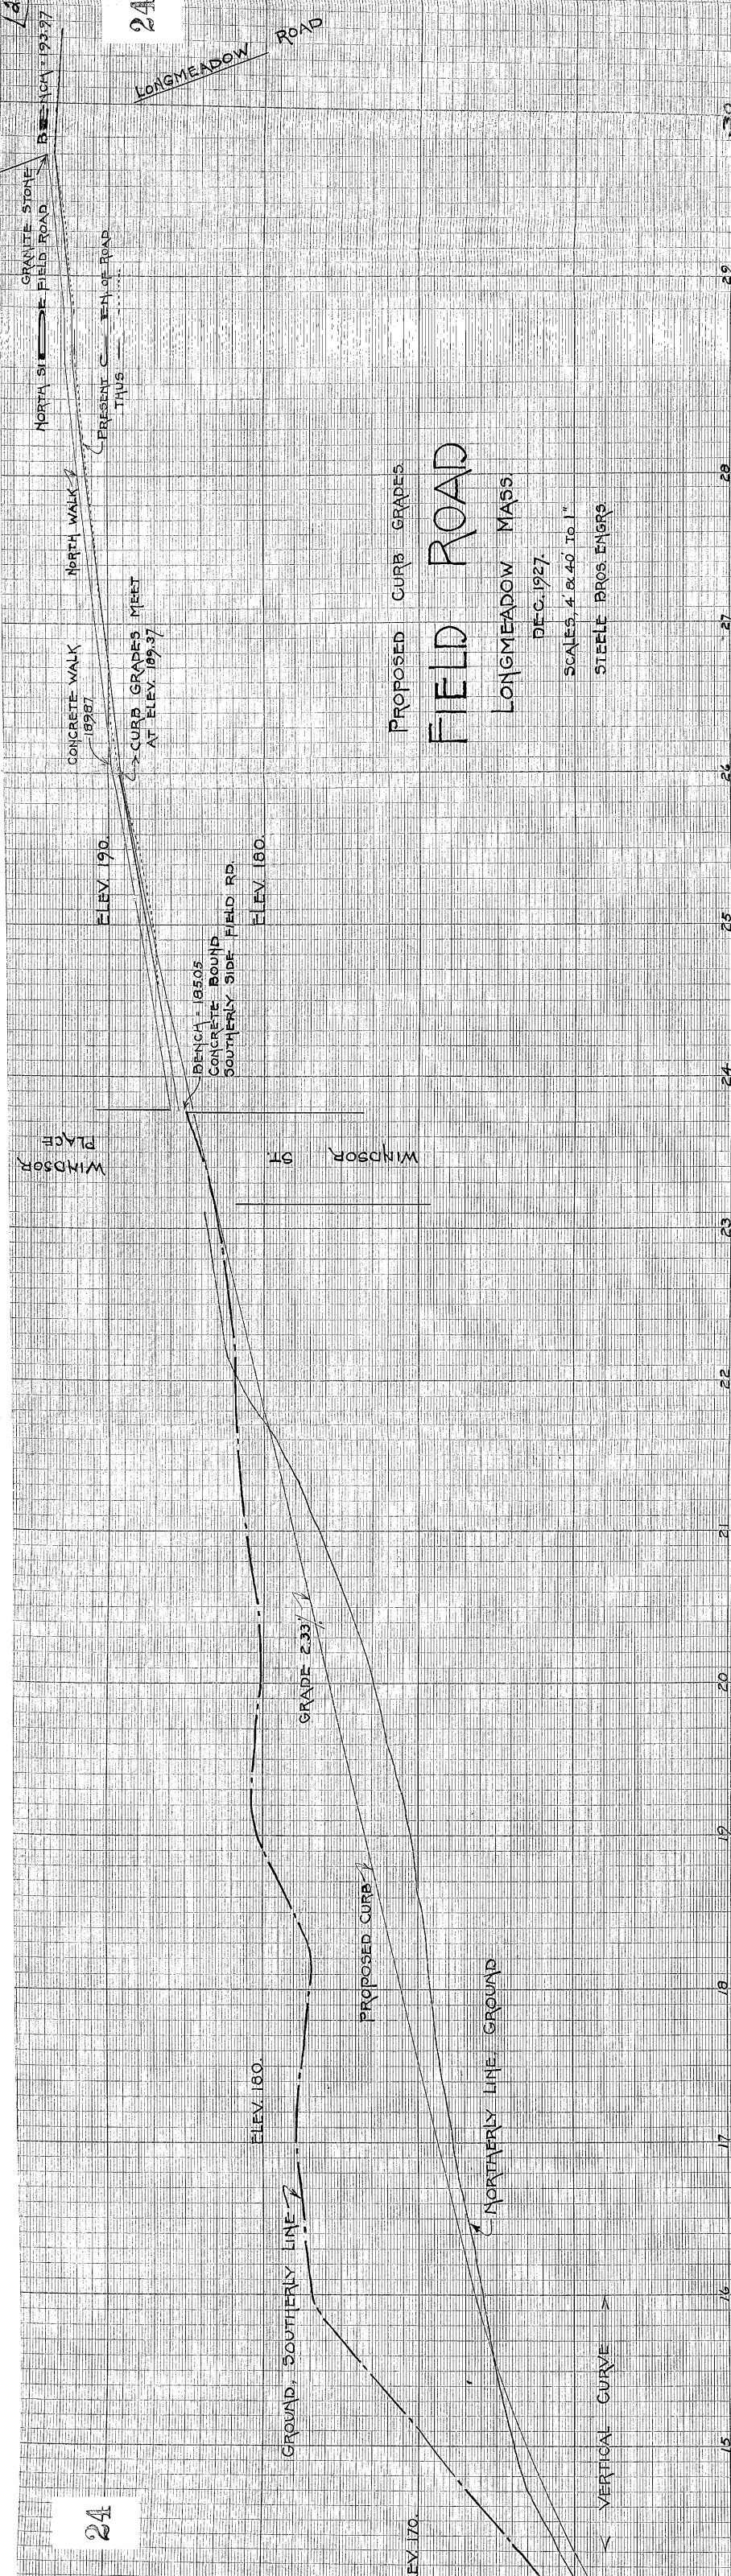 24
BENCH = 193.97
LONGMEADOW ROAD
GRANITE STONE
NORTH SIDE FIELD ROAD
PRESENT CEN. OF ROAD
THUS
NORTH WALK
CONCRETE WALK
189.87
CURB GRADES MEET
AT ELEV. 189.37
PROPOSED CURB GRADES
FIELD ROAD
LONGMEADOW MASS.
DEC. 1927.
SCALES, 4' & 40' TO 1"
STEELE BROS. ENGRS.
ELEV. 190.
ELEV. 180.
BENCH = 185.05
CONCRETE BOUND
SOUTHERLY SIDE FIELD RD.
WINDSOR
PLACE
WINDSOR ST.
GRADE 2.33%
PROPOSED CURB
ELEV. 180.
GROUND, SOUTHERLY LINE
NORTHERLY LINE, GROUND
< VERTICAL CURVE >
EV. 170.
24
15 16 17 18 19 20 21 22 23 24 25 26 27 28 29 30